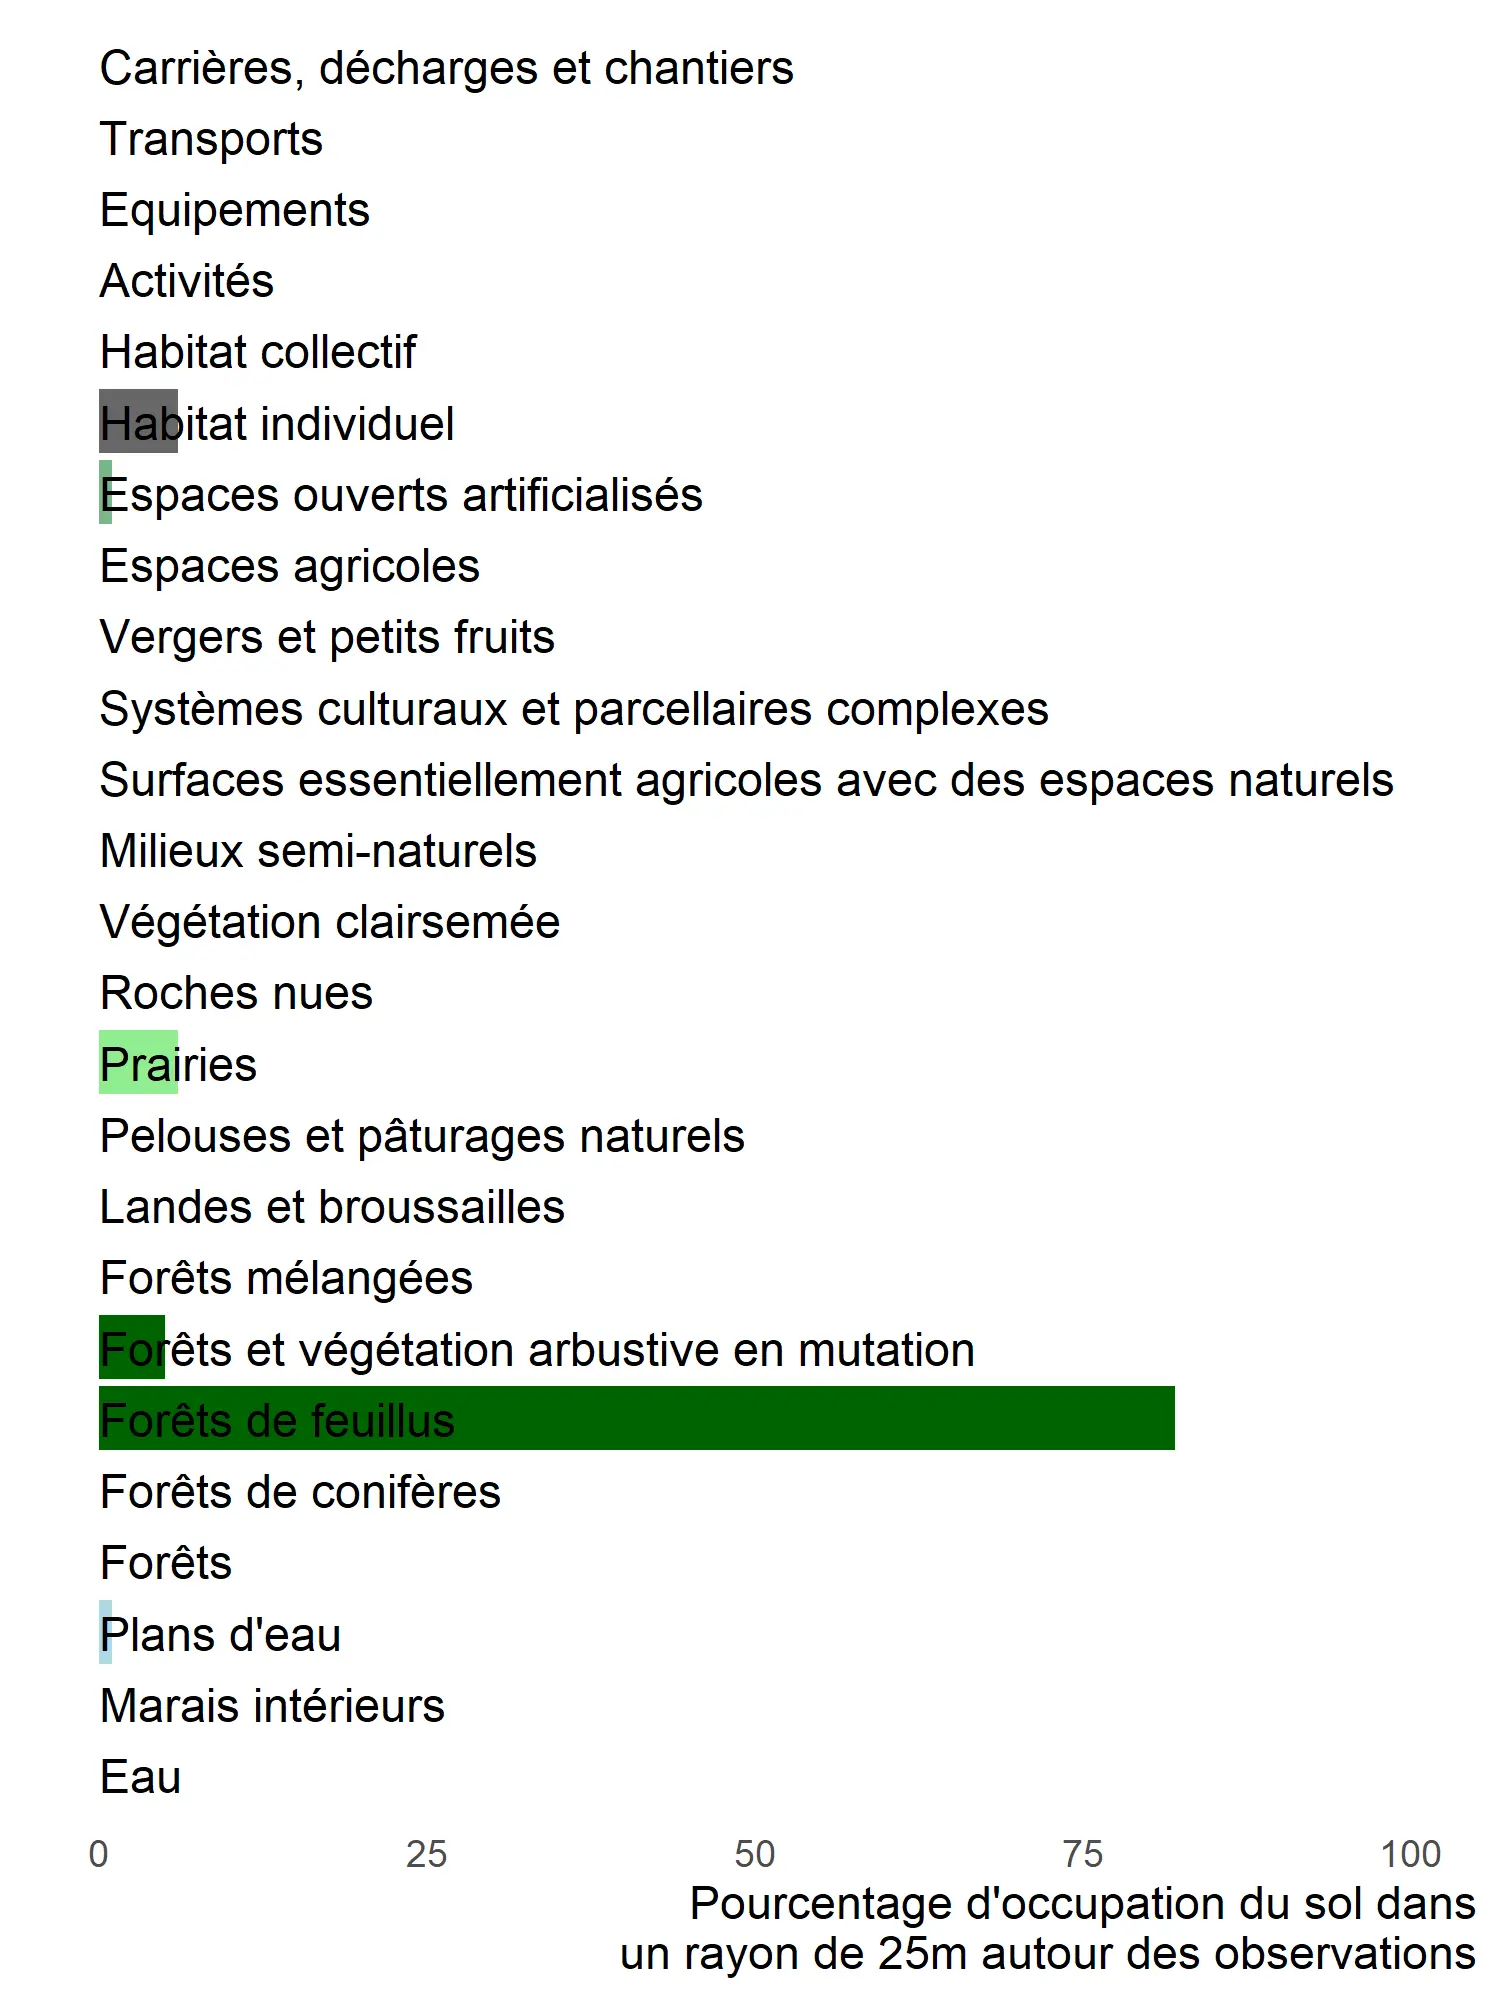 Carrières, décharges et chantiers
Transports
Equipements
Activités
Habitat collectif
Habitat individuel
Espaces ouverts artificialisés
Espaces agricoles
Vergers et petits fruits
Systèmes culturaux et parcellaires complexes
Surfaces essentiellement agricoles avec des espaces naturels
Milieux semi-naturels
Végétation clairsemée
Roches nues
Prairies
Pelouses et pâturages naturels
Landes et broussailles
Forêts mélangées
Forêts et végétation arbustive en mutation
Forêts de feuillus
Forêts de conifères
Forêts
Plans d'eau
Marais intérieurs
Eau
0 25 50 75 100
Pourcentage d'occupation du sol dans
un rayon de 25m autour des observations